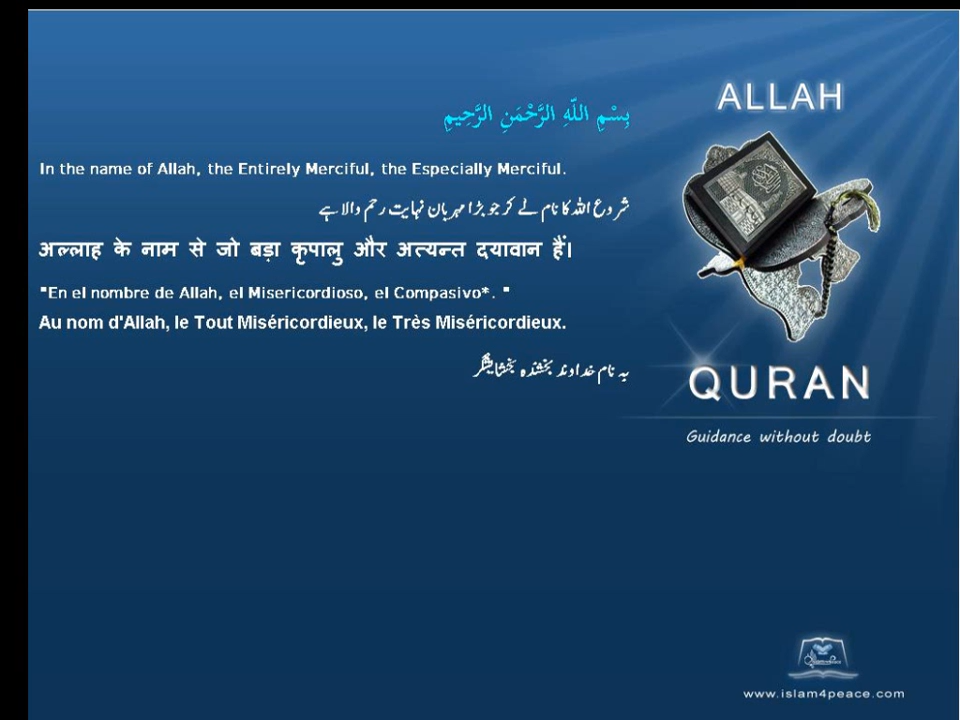 بِسْمِ اللَّهِ الرَّحْمَنِ الرَّحِيمِ
In the name of Allah, the Entirely Merciful, the Especially Merciful.
شروع اللہ کا نام لے کر جو بڑا مہربان نہایت رحم والا ہے
अल्लाह के नाम से जो बड़ा कृपालु और अत्यन्त दयावान हैं।
"En el nombre de Allah, el Misericordioso, el Compasivo*. "
Au nom d'Allah, le Tout Miséricordieux, le Très Miséricordieux.
به نام خداوند بخشنده بخشایشگر
ALLAH
QURAN
Guidance without doubt
www.islam4peace.com